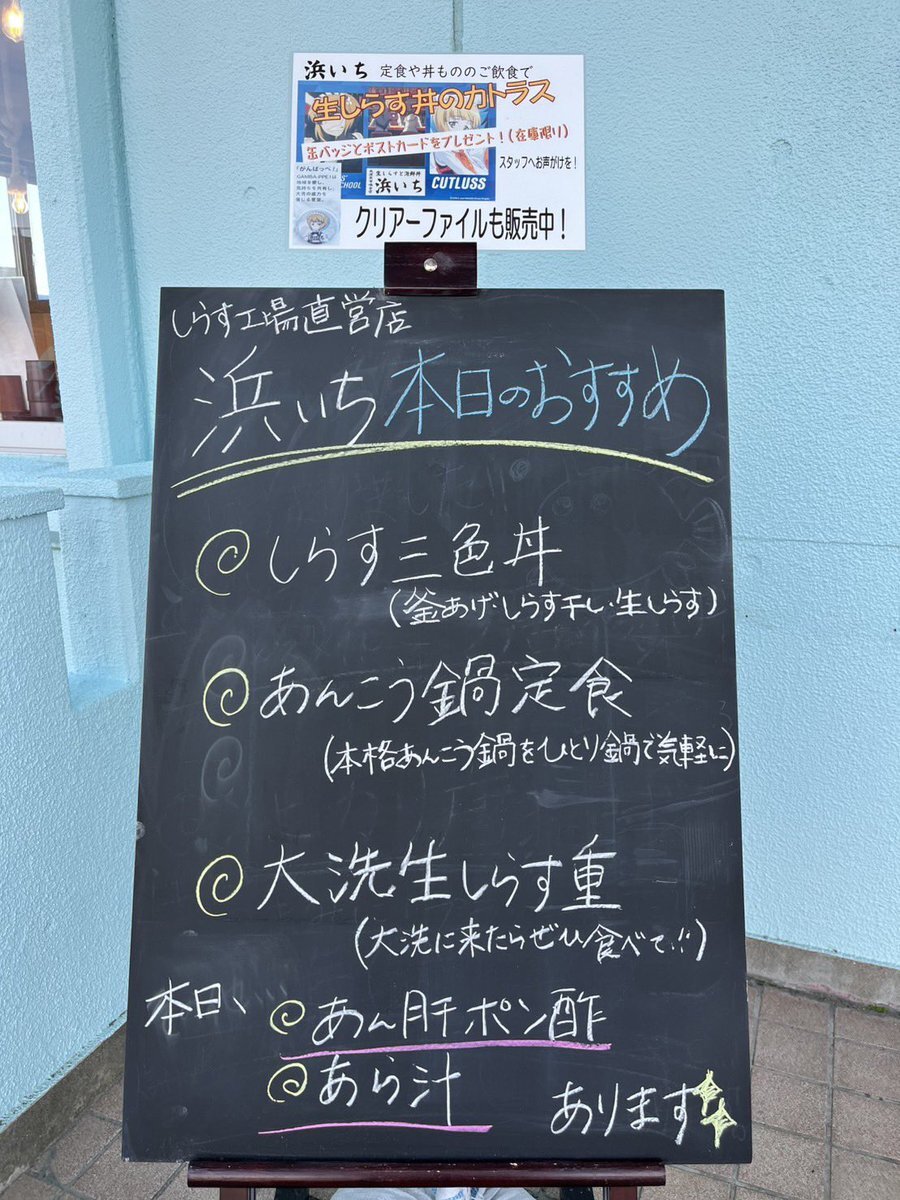 浜いち 定食や丼もののご飲食で
生しらす丼のカトラス
缶バッジとポストカードをプレゼント!(在庫限り)
スタッフへお声がけを!
CUTLUSS
浜いち
クリアーファイルも販売中!
しらす工場直営店
浜いち 本日のおすすめ
しらす三色丼
(釜あげ・しらす干し・生しらす)
あんこう鍋定食
(本格あんこう鍋をひとり鍋で気軽に)
大洗生しらす重
(大洗に来たらぜひ食べて!!)
本日、
あん肝ポン酢
あら汁
あります